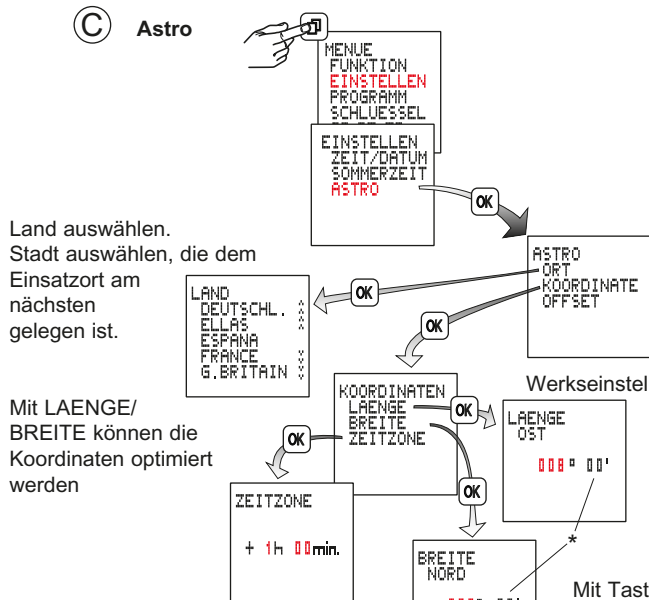 C Astro
MENUE
FUNKTION
EINSTELLEN
PROGRAMM
SCHLUESSEL
EINSTELLEN
ZEIT/DATUM
SOMMERZEIT
ASTRO
OK
Land auswählen.
Stadt auswählen, die dem
Einsatzort am
nächsten
gelegen ist.
ASTRO
ORT
KOORDINATE
OFFSET
OK
LAND
DEUTSCHL.
ELLAS
ESPANA
FRANCE
G.BRITAIN
OK
Werkseinstel
Mit LAENGE/
BREITE können die
Koordinaten optimiert
werden
KOORDINATEN
LAENGE
BREITE
ZEITZONE
OK
OK
OK
LAENGE
OST
008° 00'
ZEITZONE
+ 1h 00min.
*
BREITE
NORD
Mit Tast